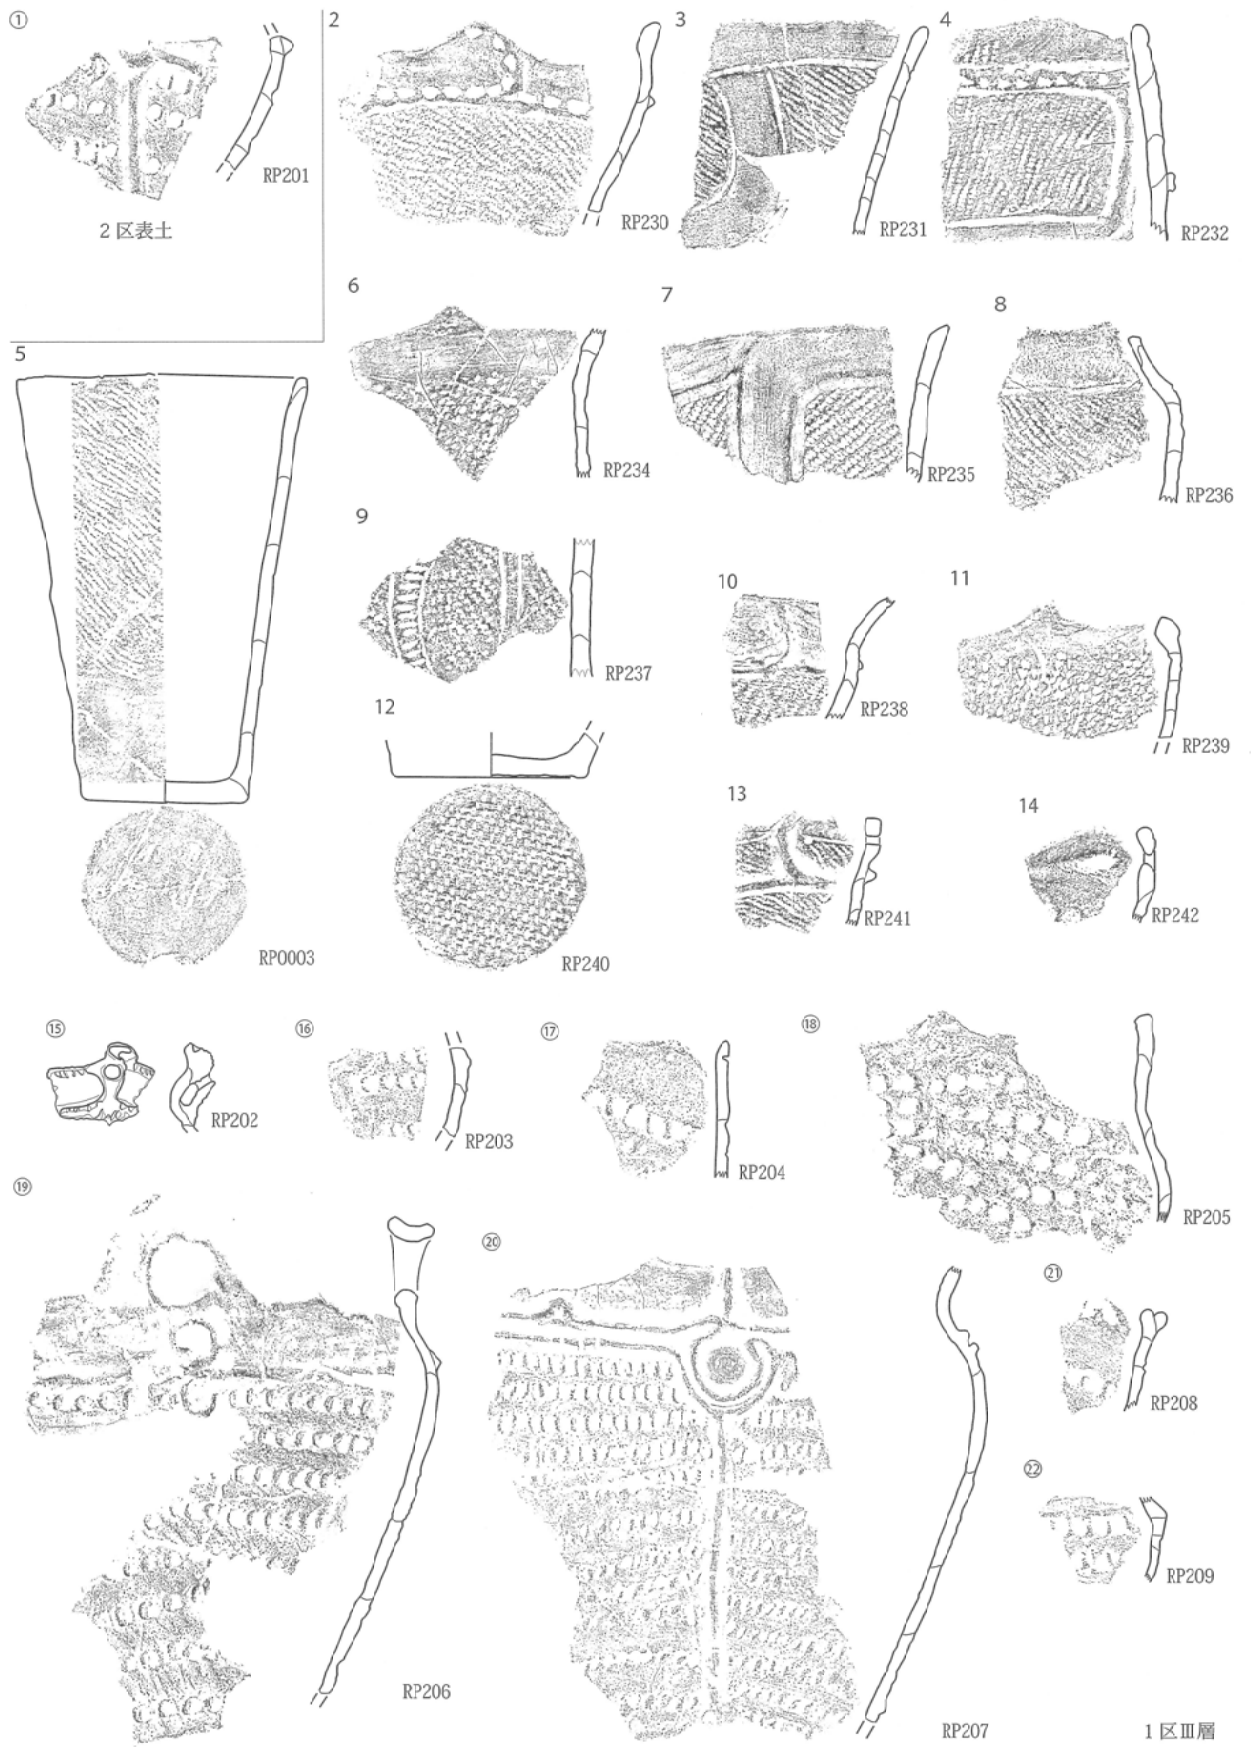 ①
RP201
2区表土
2
RP230
3
RP231
4
RP232
5
RP0003
6
RP234
7
RP235
8
RP236
9
RP237
10
RP238
11
RP239
12
RP240
13
RP241
14
RP242
⑮
RP202
⑯
RP203
⑰
RP204
⑱
RP205
⑲
RP206
⑳
RP207
㉑
RP208
㉒
RP209
1区Ⅲ層